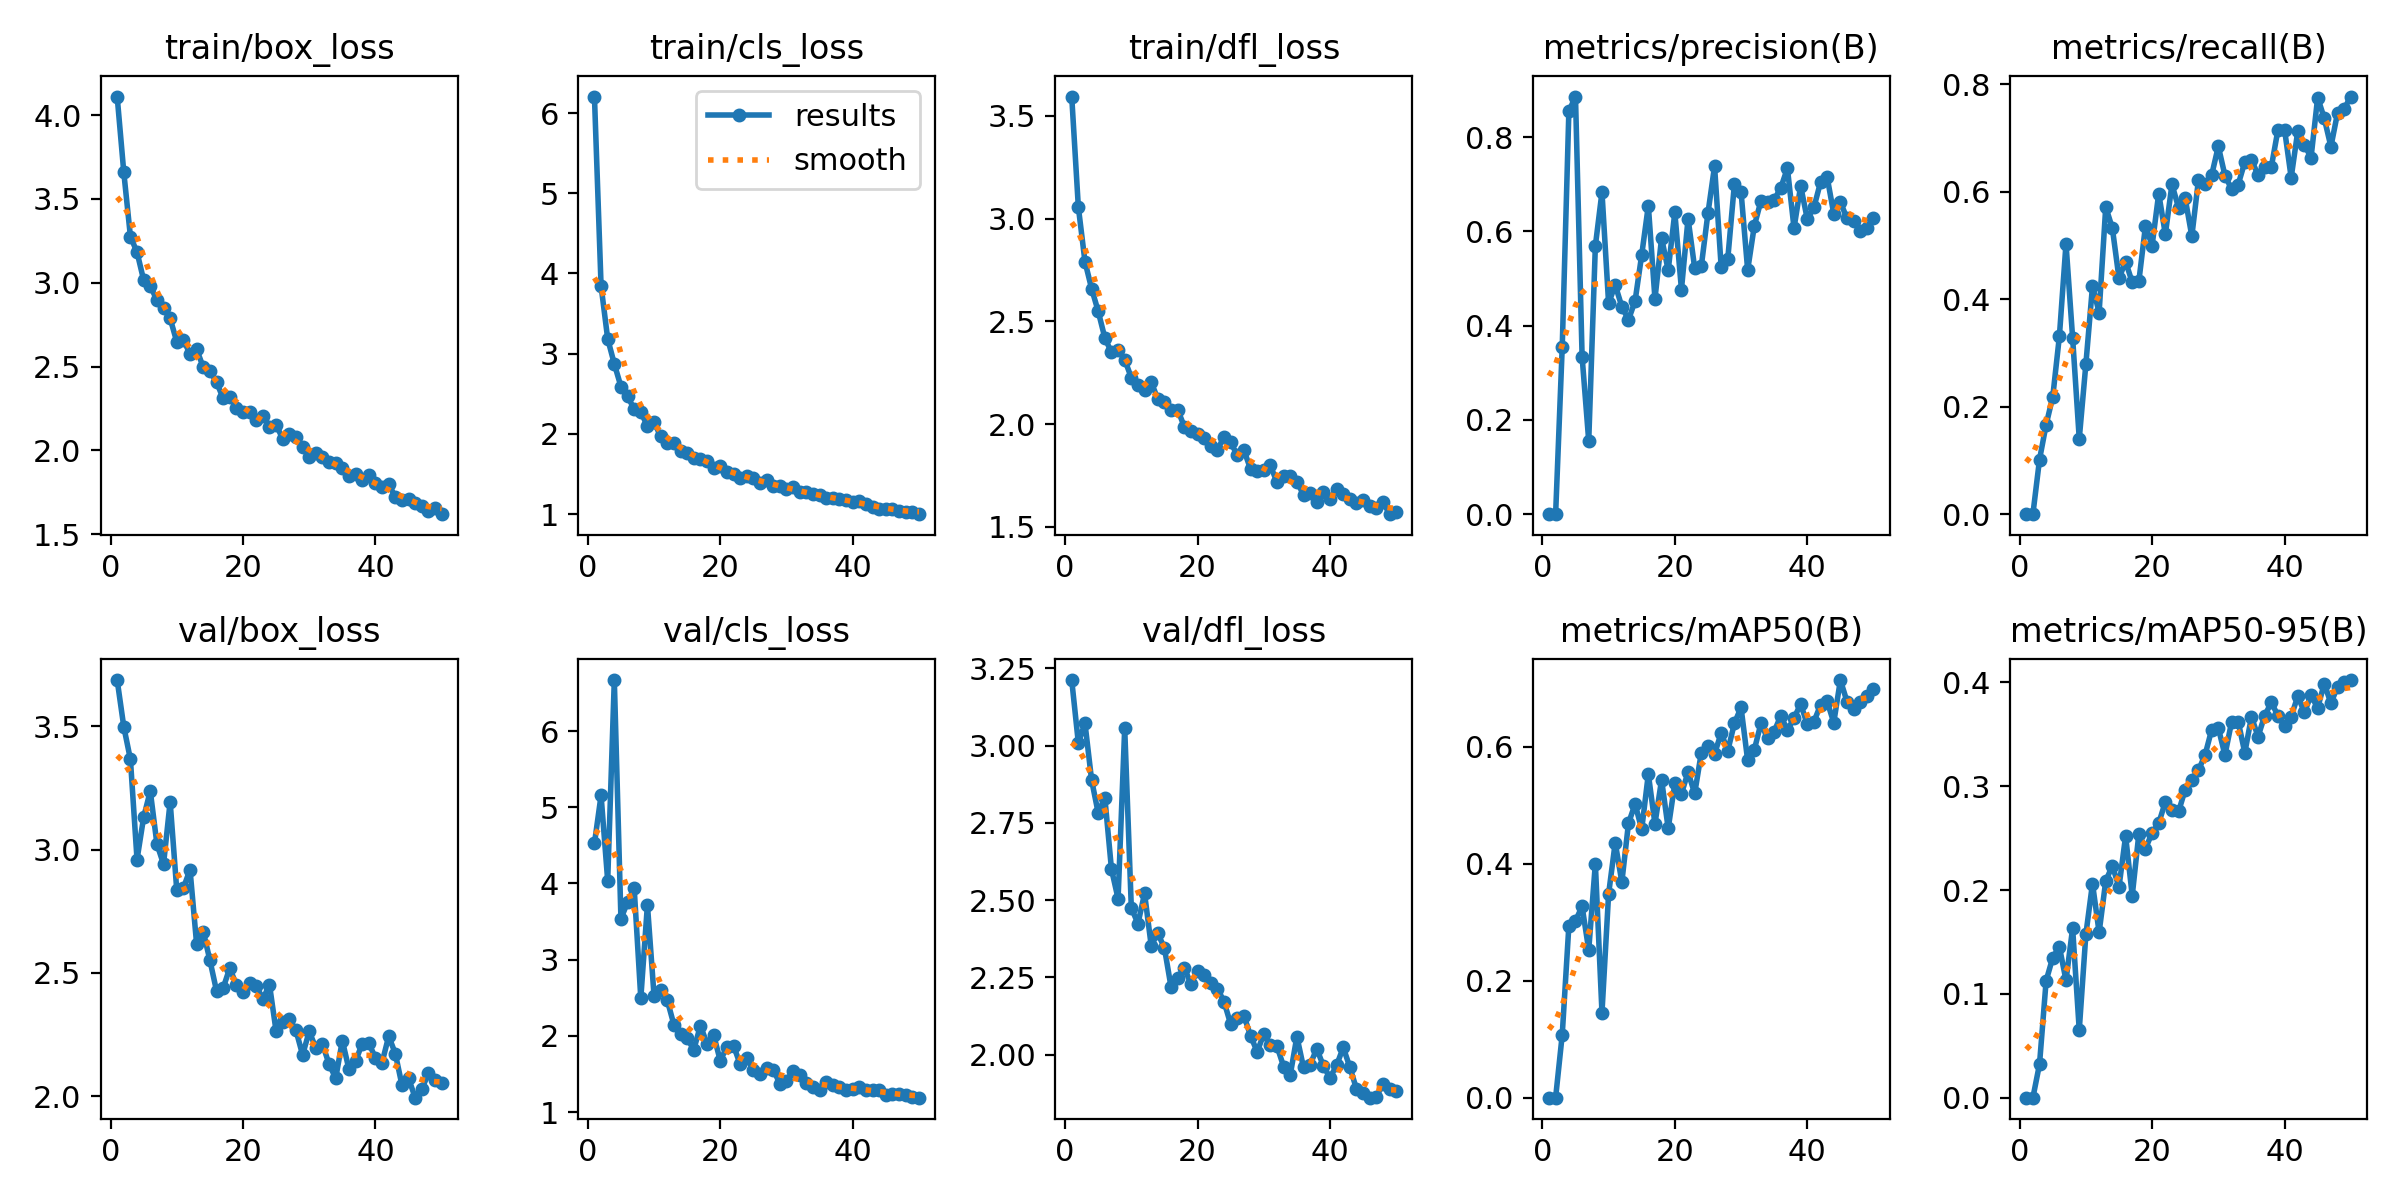 train/box_loss
4.0
3.5
3.0
2.5
2.0
1.5
0 20 40
train/cls_loss
results
smooth
6
5
4
3
2
1
0 20 40
train/dfl_loss
3.5
3.0
2.5
2.0
1.5
0 20 40
metrics/precision(B)
0.8
0.6
0.4
0.2
0.0
0 20 40
metrics/recall(B)
0.8
0.6
0.4
0.2
0.0
0 20 40
val/box_loss
3.5
3.0
2.5
2.0
0 20 40
val/cls_loss
6
5
4
3
2
1
0 20 40
val/dfl_loss
3.25
3.00
2.75
2.50
2.25
2.00
0 20 40
metrics/mAP50(B)
0.6
0.4
0.2
0.0
0 20 40
metrics/mAP50-95(B)
0.4
0.3
0.2
0.1
0.0
0 20 40